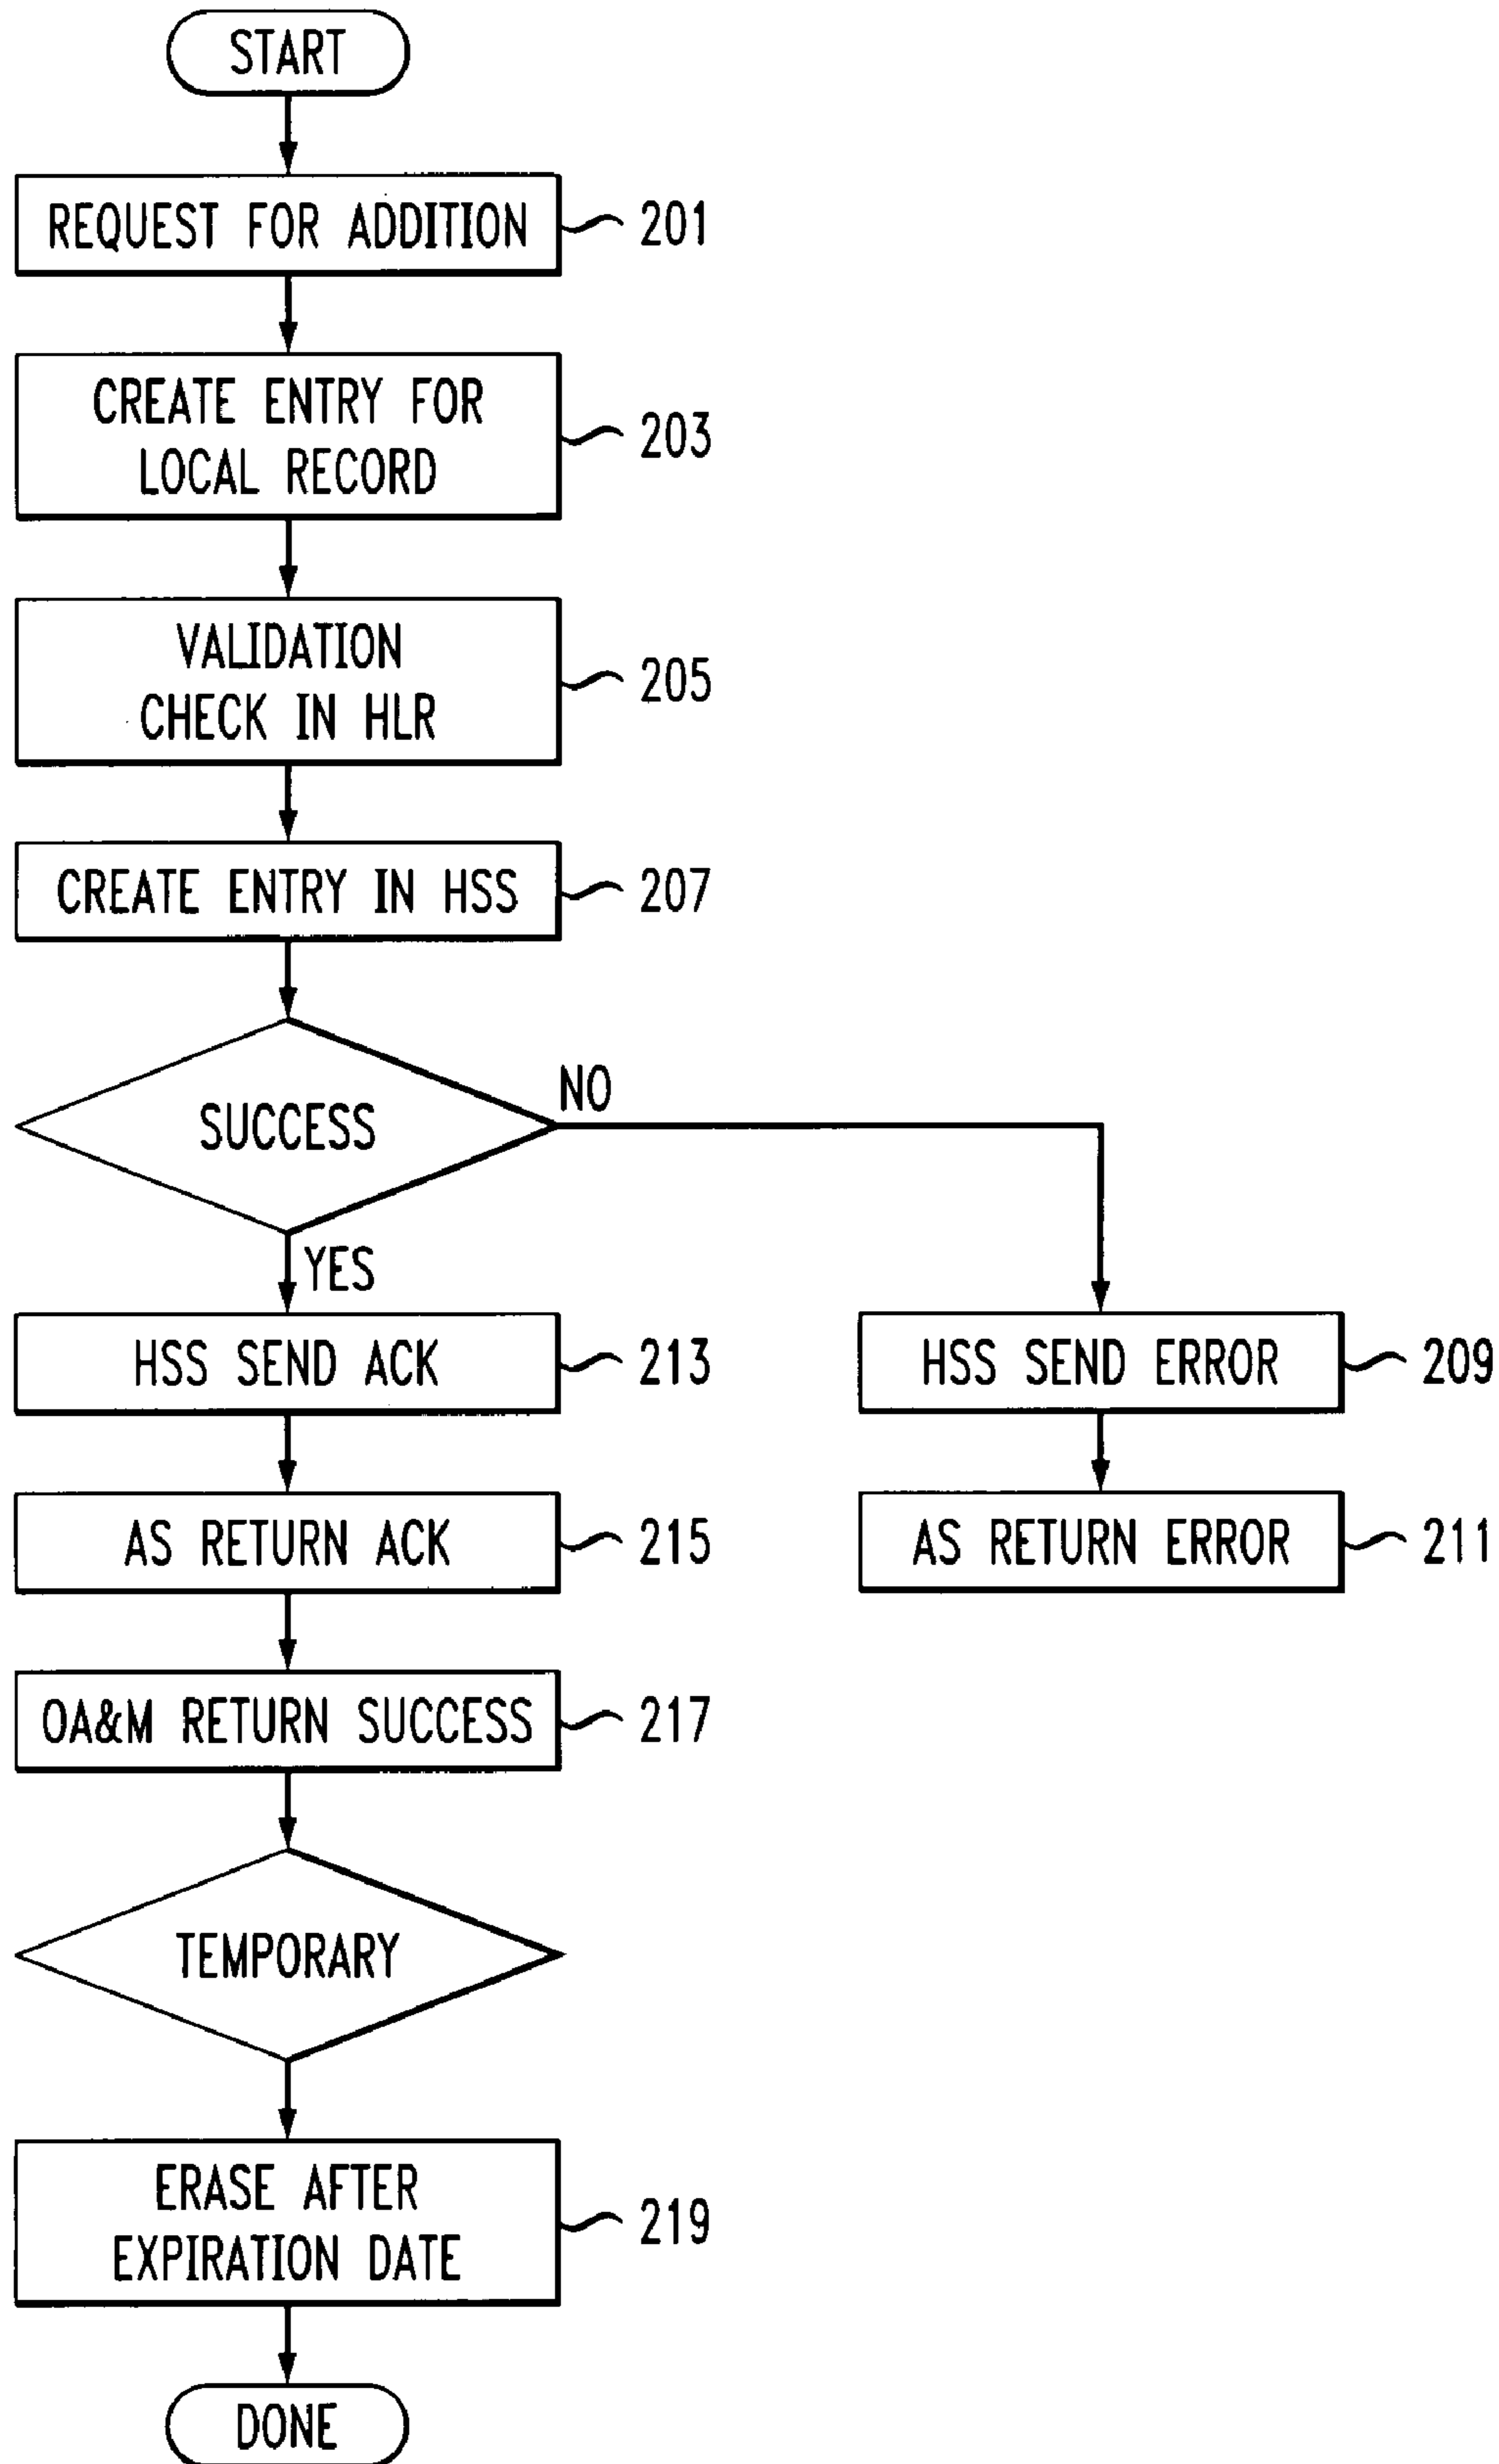 START
REQUEST FOR ADDITION
201
CREATE ENTRY FOR
LOCAL RECORD
203
VALIDATION
CHECK IN HLR
205
CREATE ENTRY IN HSS
207
SUCCESS
NO
YES
HSS SEND ACK
213
HSS SEND ERROR
209
AS RETURN ACK
215
AS RETURN ERROR
211
OA&M RETURN SUCCESS
217
TEMPORARY
ERASE AFTER
EXPIRATION DATE
219
DONE